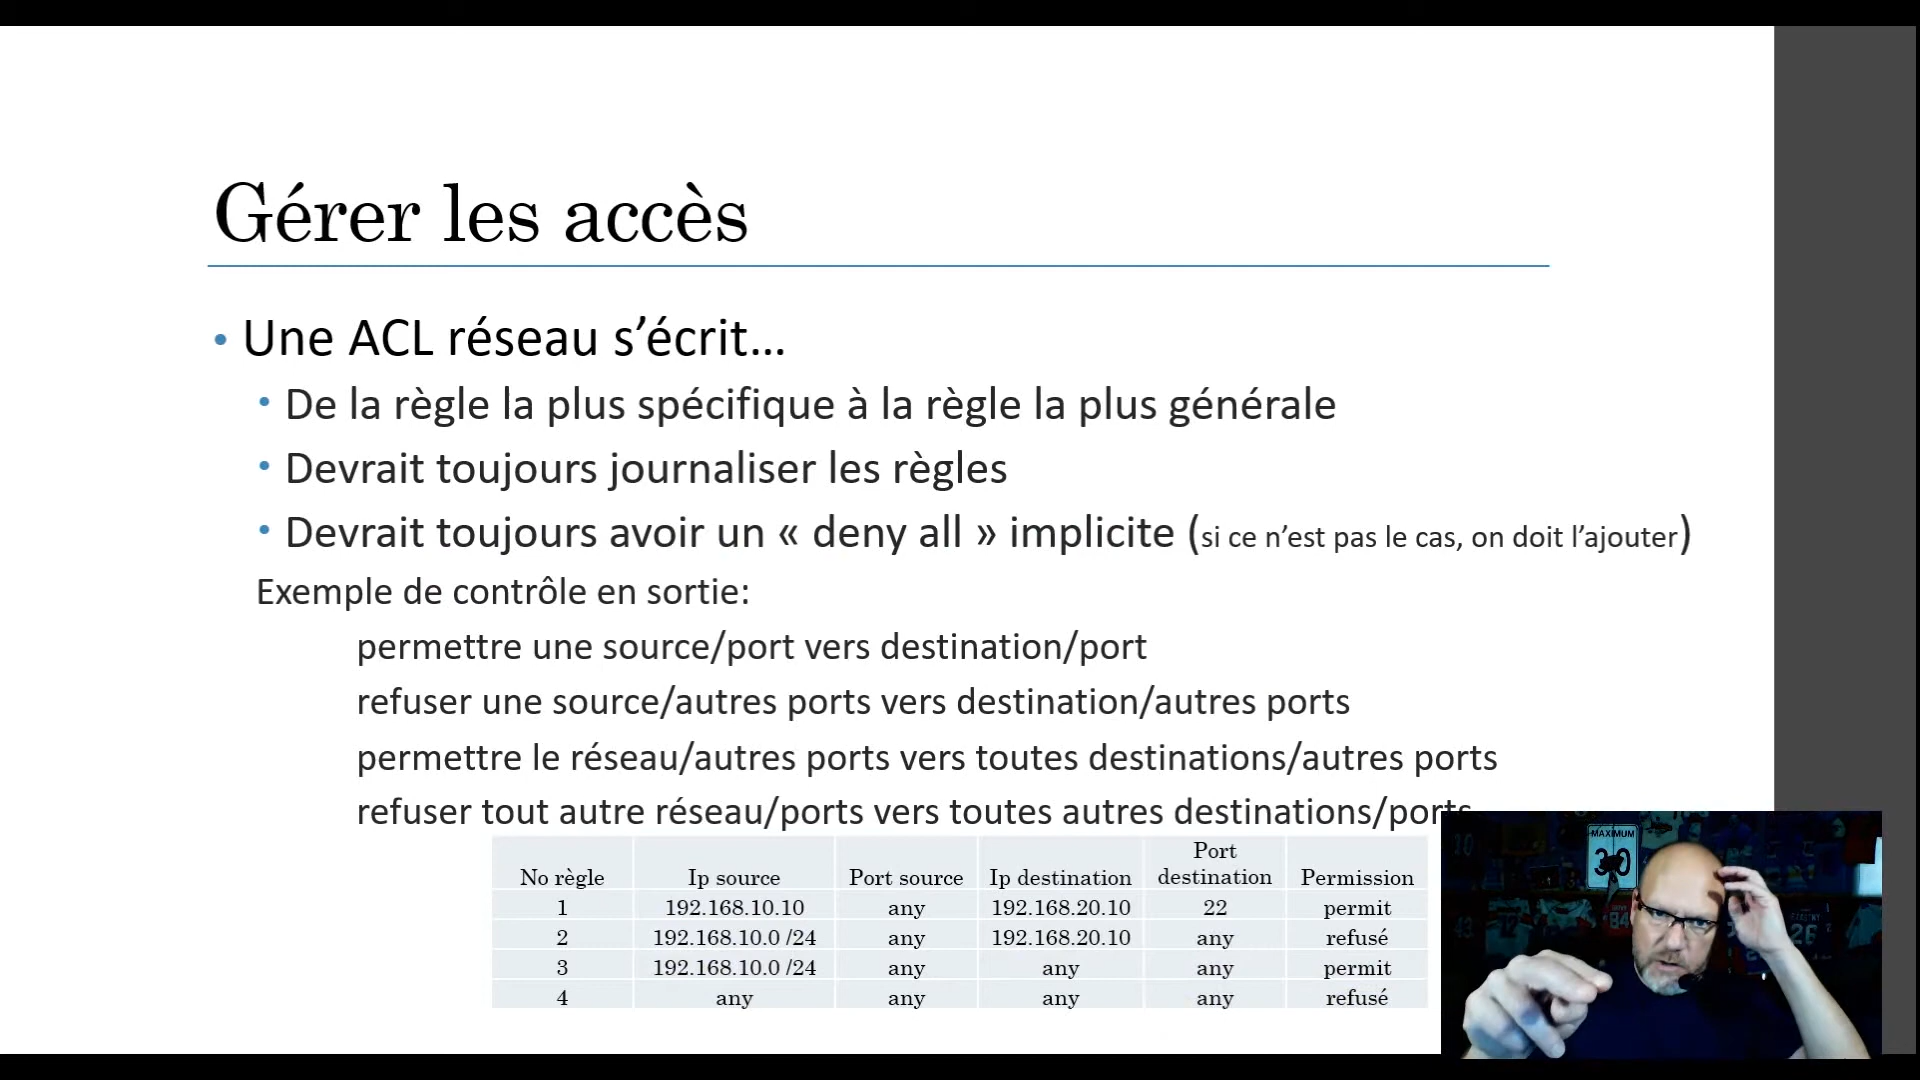 Gérer les accès
• Une ACL réseau s’écrit…
• De la règle la plus spécifique à la règle la plus générale
• Devrait toujours journaliser les règles
• Devrait toujours avoir un « deny all » implicite (si ce n’est pas le cas, on doit l’ajouter)
Exemple de contrôle en sortie:
permettre une source/port vers destination/port
refuser une source/autres ports vers destination/autres ports
permettre le réseau/autres ports vers toutes destinations/autres ports
refuser tout autre réseau/ports vers toutes autres destinations/ports
No règle Ip source Port source Ip destination Port destination Permission
1 192.168.10.10 any 192.168.20.10 22 permit
2 192.168.10.0 /24 any 192.168.20.10 any refusé
3 192.168.10.0 /24 any any any permit
4 any any any any refusé
MAXIMUM
30
84
26